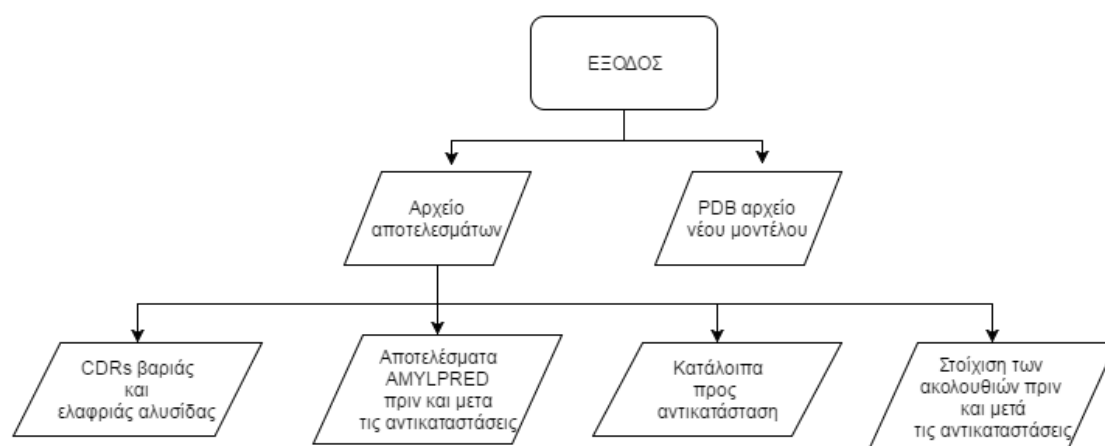 ΕΞΟΔΟΣ
Αρχείο
αποτελεσμάτων
PDB αρχείο
νέου μοντέλου
CDRs βαριάς
και
ελαφριάς αλυσίδας
Αποτελέσματα
AMYLPRED
πριν και μετα
τις αντικαταστάσεις
Κατάλοιπα
προς
αντικατάσταση
Στοίχιση των
ακολουθιών πριν
και μετά
τις αντικαταστάσεις